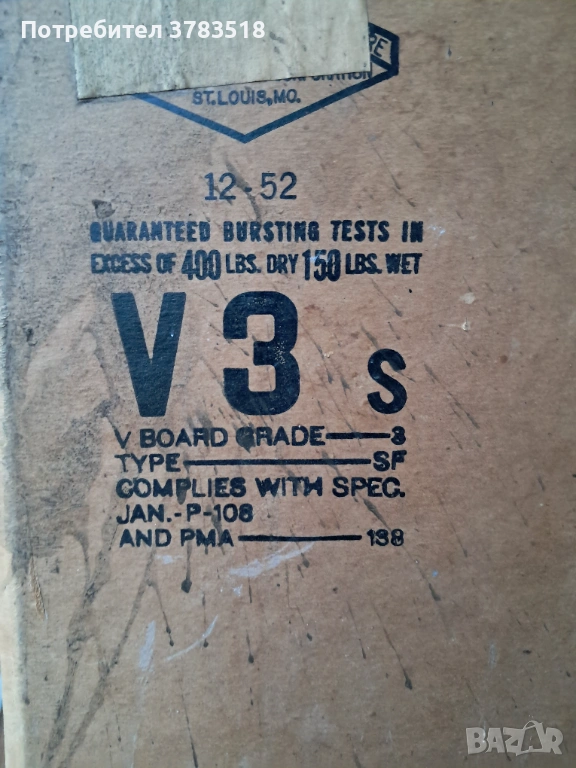 Потребител 3783518
ST. LOUIS, MO.
12-52
GUARANTEED BURSTING TESTS IN
EXCESS OF 400 LBS. DRY 150 LBS. WET
V3 S
V BOARD GRADE—3
TYPE—SF
COMPLIES WITH SPEC.
JAN.-P-108
AND PMA—138
BAZAR